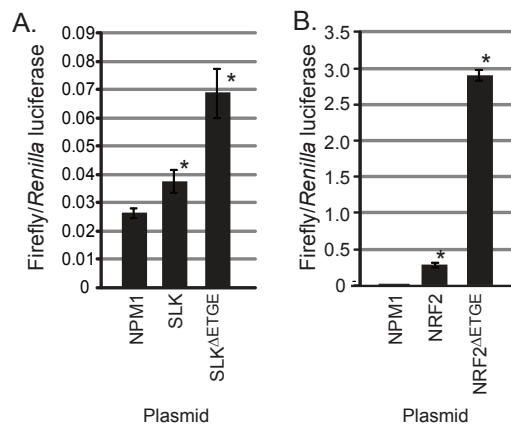 A.
Firefly/Renilla luciferase
0.09
0.08
0.07
0.06
0.05
0.04
0.03
0.02
0.01
0
*
*
NPM1
SLK
SLKΔETGE
Plasmid
B.
Firefly/Renilla luciferase
3.5
3.0
2.5
2.0
1.5
1.0
0.5
0
*
*
NPM1
NRF2
NRF2ΔETGE
Plasmid